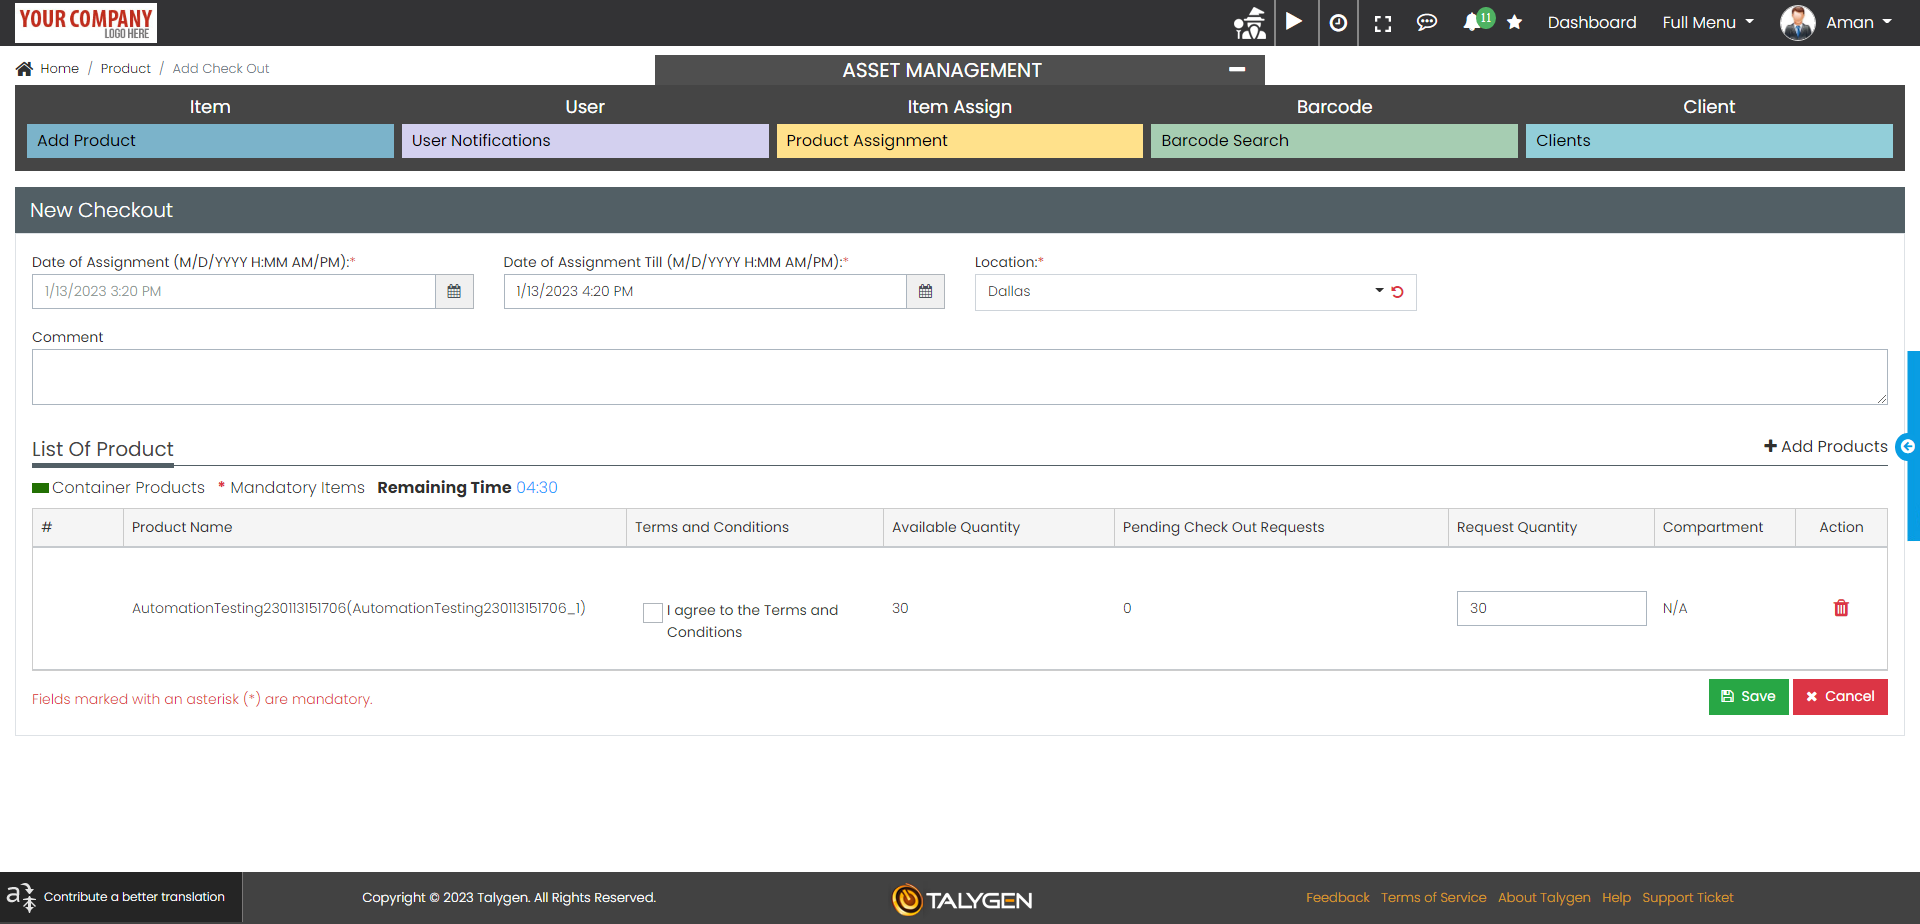 YOUR COMPANY
LOGO HERE
11
Dashboard
Full Menu
Aman
Home / Product / Add Check Out
ASSET MANAGEMENT
Item
User
Item Assign
Barcode
Client
Add Product
User Notifications
Product Assignment
Barcode Search
Clients
New Checkout
Date of Assignment (M/D/YYYY H:MM AM/PM):*
Date of Assignment Till (M/D/YYYY H:MM AM/PM):*
Location:*
1/13/2023 3:20 PM
1/13/2023 4:20 PM
Dallas
Comment
List Of Product
Add Products
Container Products * Mandatory Items Remaining Time 04:30
# Product Name Terms and Conditions Available Quantity Pending Check Out Requests Request Quantity Compartment Action
AutomationTesting230113151706(AutomationTesting230113151706_1)
I agree to the Terms and
Conditions
30
0
30
N/A
Fields marked with an asterisk (*) are mandatory.
Save
Cancel
Contribute a better translation
Copyright © 2023 Talygen. All Rights Reserved.
TALYGEN
Feedback Terms of Service About Talygen Help Support Ticket